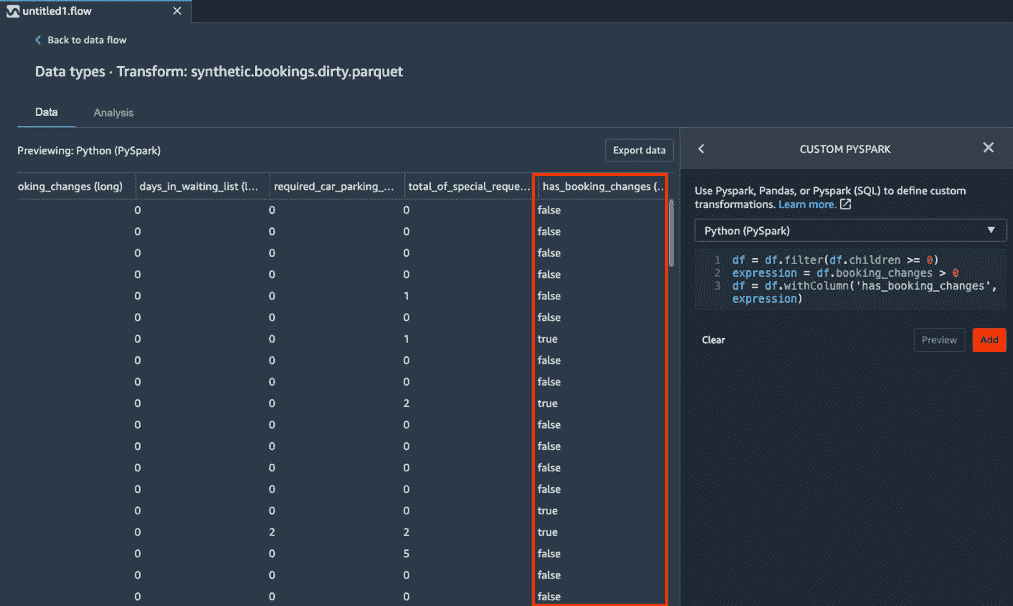 untitled1.flow
Back to data flow
Data types · Transform: synthetic.bookings.dirty.parquet
Data Analysis
Previewing: Python (PySpark) Export data
oking_changes (long) days_in_waiting_list (l... required_car_parking_... total_of_special_reque... has_booking_changes (..
0 0 0 false
0 0 0 false
0 0 0 false
0 0 0 false
0 0 1 false
0 0 0 false
0 0 1 true
0 0 0 false
0 0 0 false
0 0 2 true
0 0 0 false
0 0 0 false
0 0 0 false
0 0 0 false
0 0 0 true
0 2 2 true
0 0 5 false
0 0 0 false
0 0 0 false
CUSTOM PYSPARK
Use Pyspark, Pandas, or Pyspark (SQL) to define custom
transformations. Learn more.
Python (PySpark)
1 df = df.filter(df.children >= 0)
2 expression = df.booking_changes > 0
3 df = df.withColumn('has_booking_changes',
expression)
Clear Preview Add